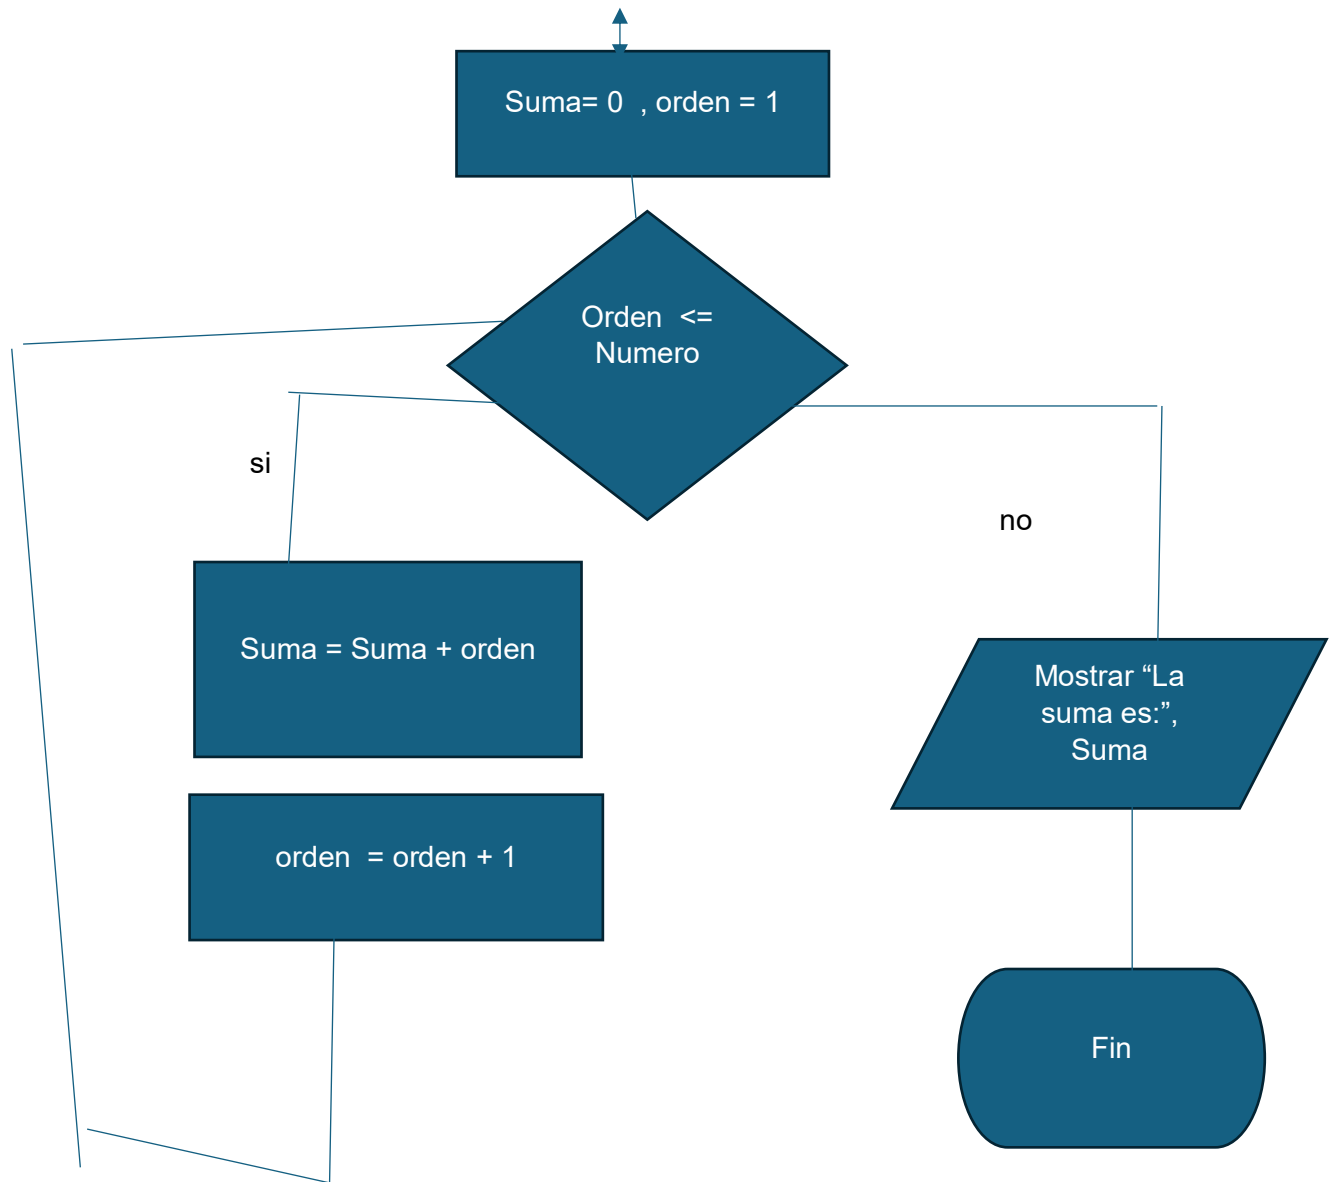 Suma= 0  , orden = 1
Orden  <=
Numero
si
no
Suma = Suma + orden
Mostrar “La
suma es:”,
Suma
orden  = orden + 1
Fin